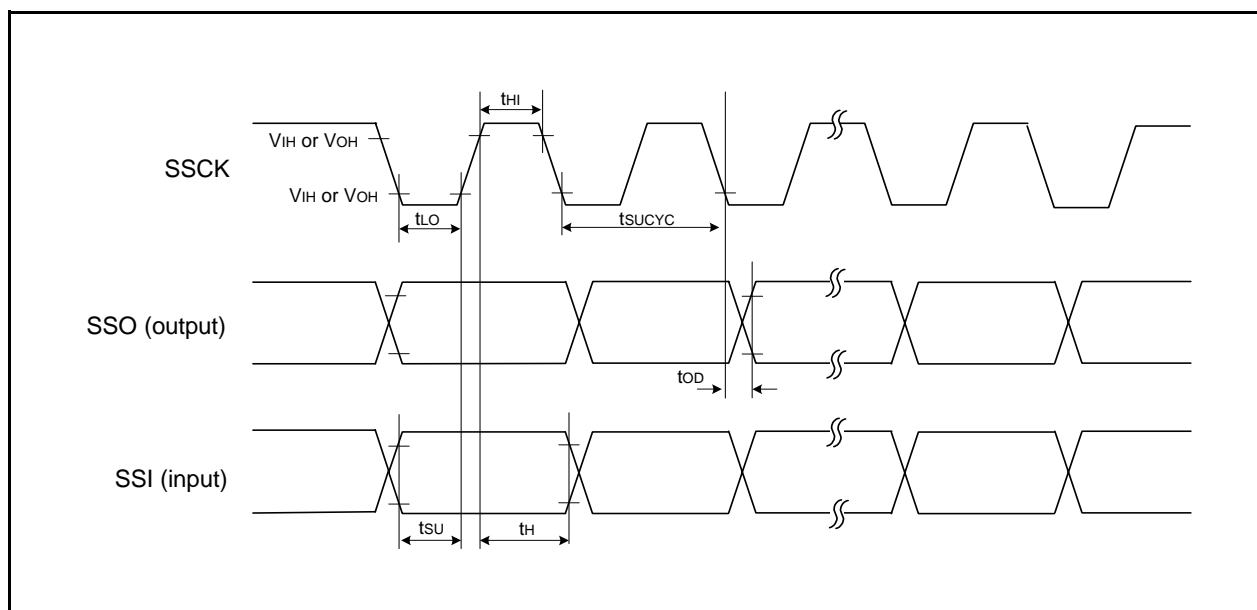 tHI
VIH or VOH
SSCK
VIH or VOH
tLO
tSUCYC
SSO (output)
tOD
SSI (input)
tSU
tH